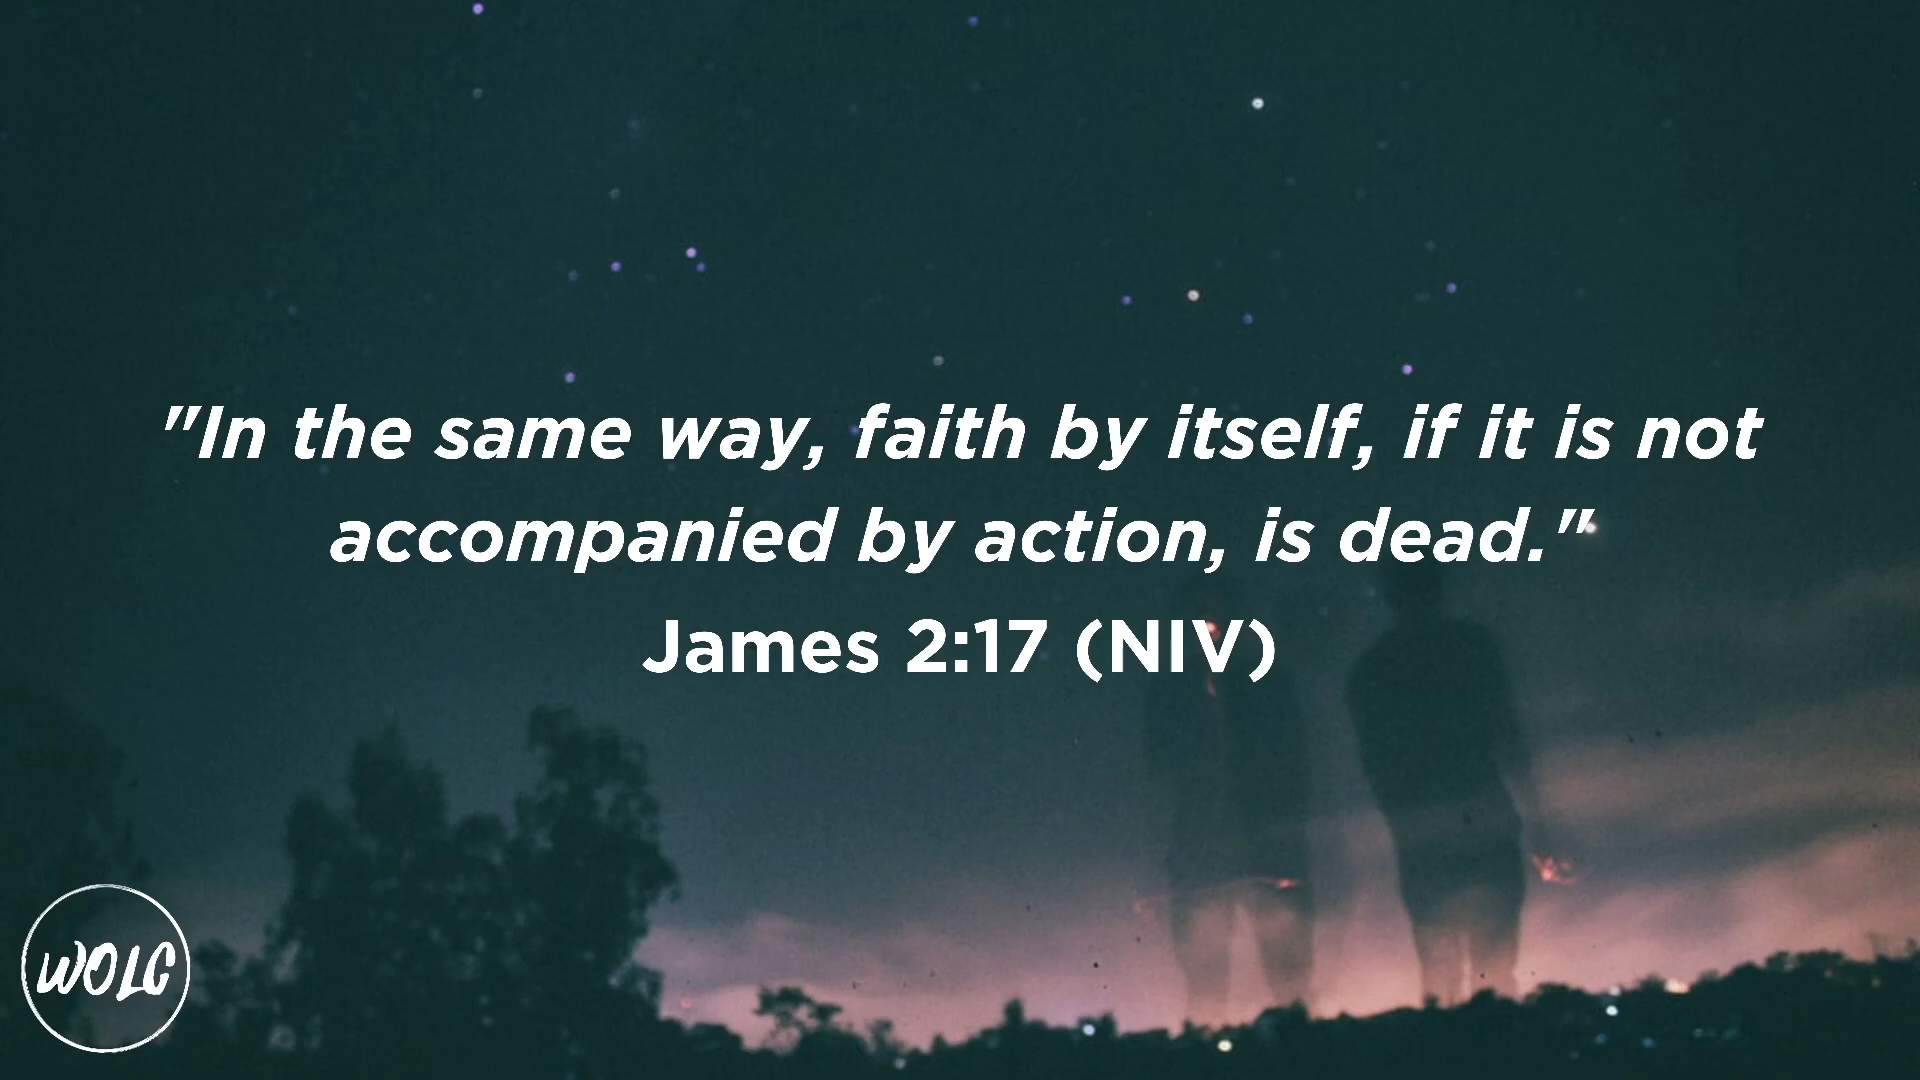 "In the same way, faith by itself, if it is not
accompanied by action, is dead."
James 2:17 (NIV)
WOLC